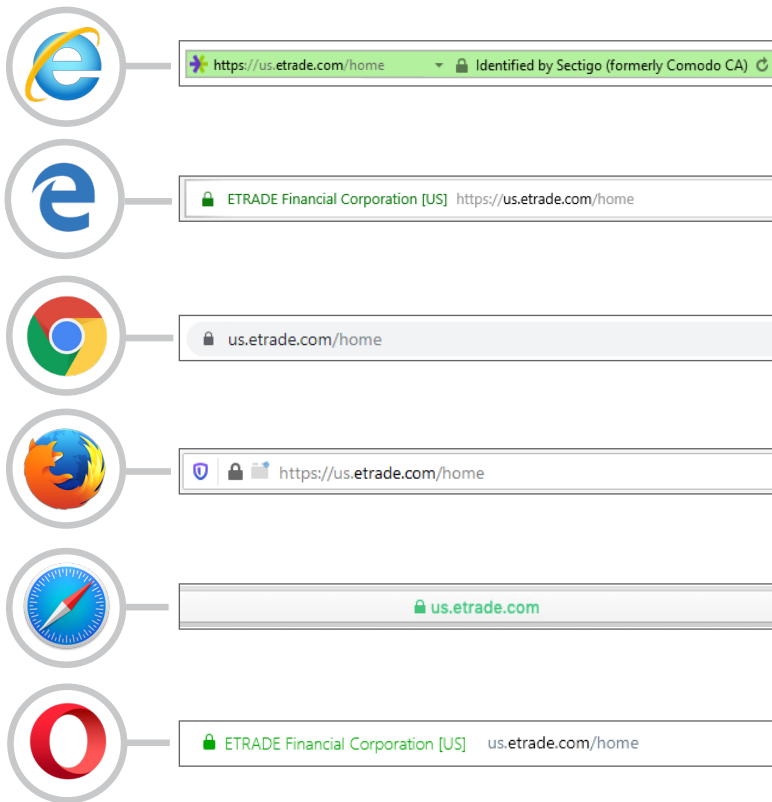 https://us.etrade.com/home Identified by Sectigo (formerly Comodo CA)
ETRADE Financial Corporation [US] https://us.etrade.com/home
us.etrade.com/home
https://us.etrade.com/home
us.etrade.com
ETRADE Financial Corporation [US] us.etrade.com/home